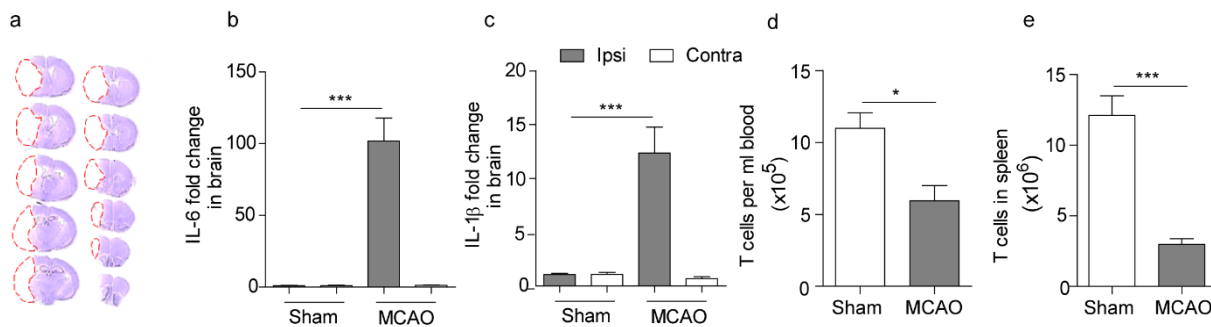 a
b
IL-6 fold change
in brain
150
100
50
0
***
Sham
MCAO
c
IL-1β fold change
in brain
20
15
10
5
0
Ipsi
Contra
***
Sham
MCAO
d
T cells per ml blood
(x10⁵)
15
10
5
0
*
Sham
MCAO
e
T cells in spleen
(x10⁶)
15
10
5
0
***
Sham
MCAO